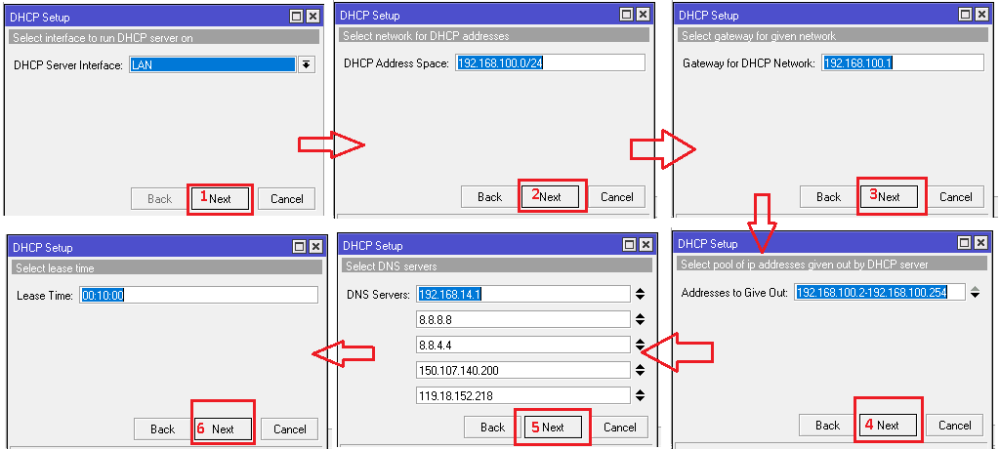 DHCP Setup
Select interface to run DHCP server on
DHCP Server Interface: LAN
Back 1 Next Cancel
DHCP Setup
Select network for DHCP addresses
DHCP Address Space: 192.168.100.0/24
Back 2 Next Cancel
DHCP Setup
Select gateway for given network
Gateway for DHCP Network: 192.168.100.1
Back 3 Next Cancel
DHCP Setup
Select pool of ip addresses given out by DHCP server
Addresses to Give Out: 192.168.100.2-192.168.100.254
Back 4 Next Cancel
DHCP Setup
Select DNS servers
DNS Servers: 192.168.14.1
8.8.8.8
8.8.4.4
150.107.140.200
119.18.152.218
Back 5 Next Cancel
DHCP Setup
Select lease time
Lease Time: 00:10:00
Back 6 Next Cancel